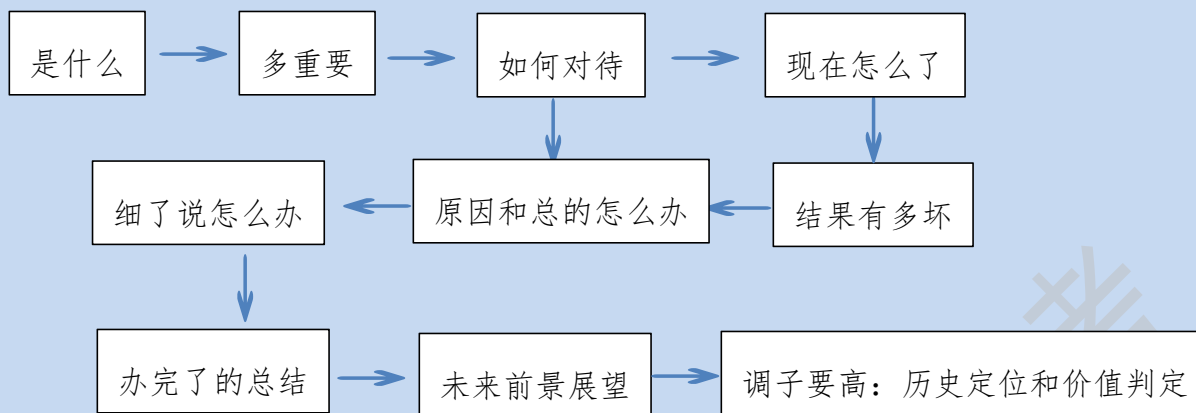 是什么
多重要
如何对待
现在怎么了
细了说怎么办
原因和总的怎么办
结果有多坏
办完了的总结
未来前景展望
调子要高：历史定位和价值判定